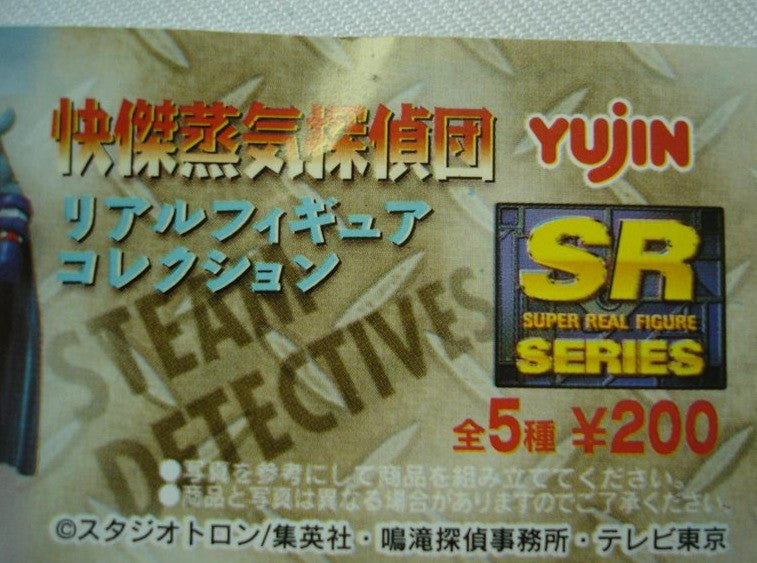 快傑蒸気探偵団
YUJIN
リアルフィギュア
コレクション
SR
SUPER REAL FIGURE
SERIES
STEAM
DETECTIVES
全5種 ¥200
●写真を参考にして商品を組み立ててください。
●商品と写真は異なる場合がありますのでご了承ください。
©スタジオトロン/集英社・鳴滝探偵事務所・テレビ東京